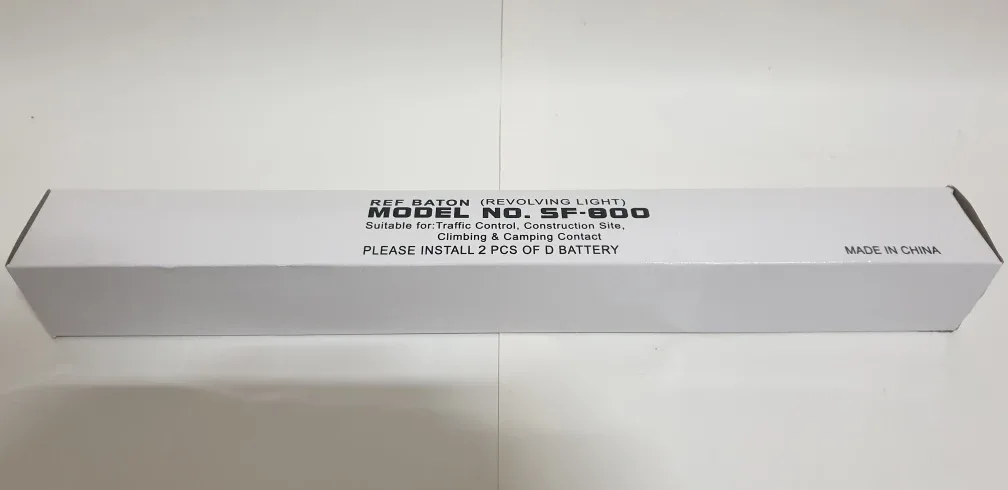 REF BATON (REVOLVING LIGHT)
MODEL NO. SF-800
Suitable for:Traffic Control, Construction Site,
Climbing & Camping Contact
PLEASE INSTALL 2 PCS OF D BATTERY
MADE IN CHINA